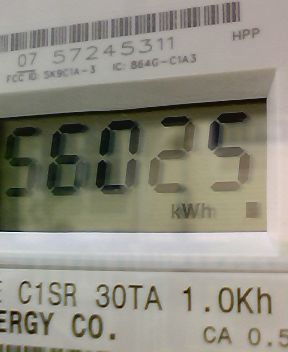 07 57245311
HPP
FCC ID: SK9C1A-3 IC: 864G-C1A3
56025
kWh
C1SR 30TA 1.0Kh
ERGY CO.
CA 0.5